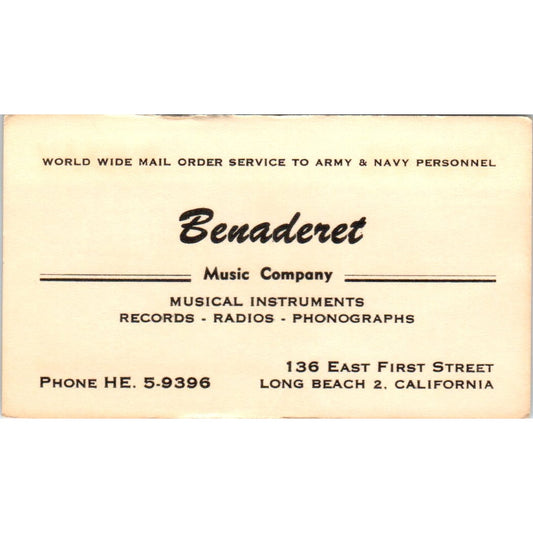 WORLD WIDE MAIL ORDER SERVICE TO ARMY & NAVY PERSONNEL
Benaderet
Music Company
MUSICAL INSTRUMENTS
RECORDS - RADIOS - PHONOGRAPHS
136 EAST FIRST STREET
PHONE HE. 5-9396 LONG BEACH 2, CALIFORNIA